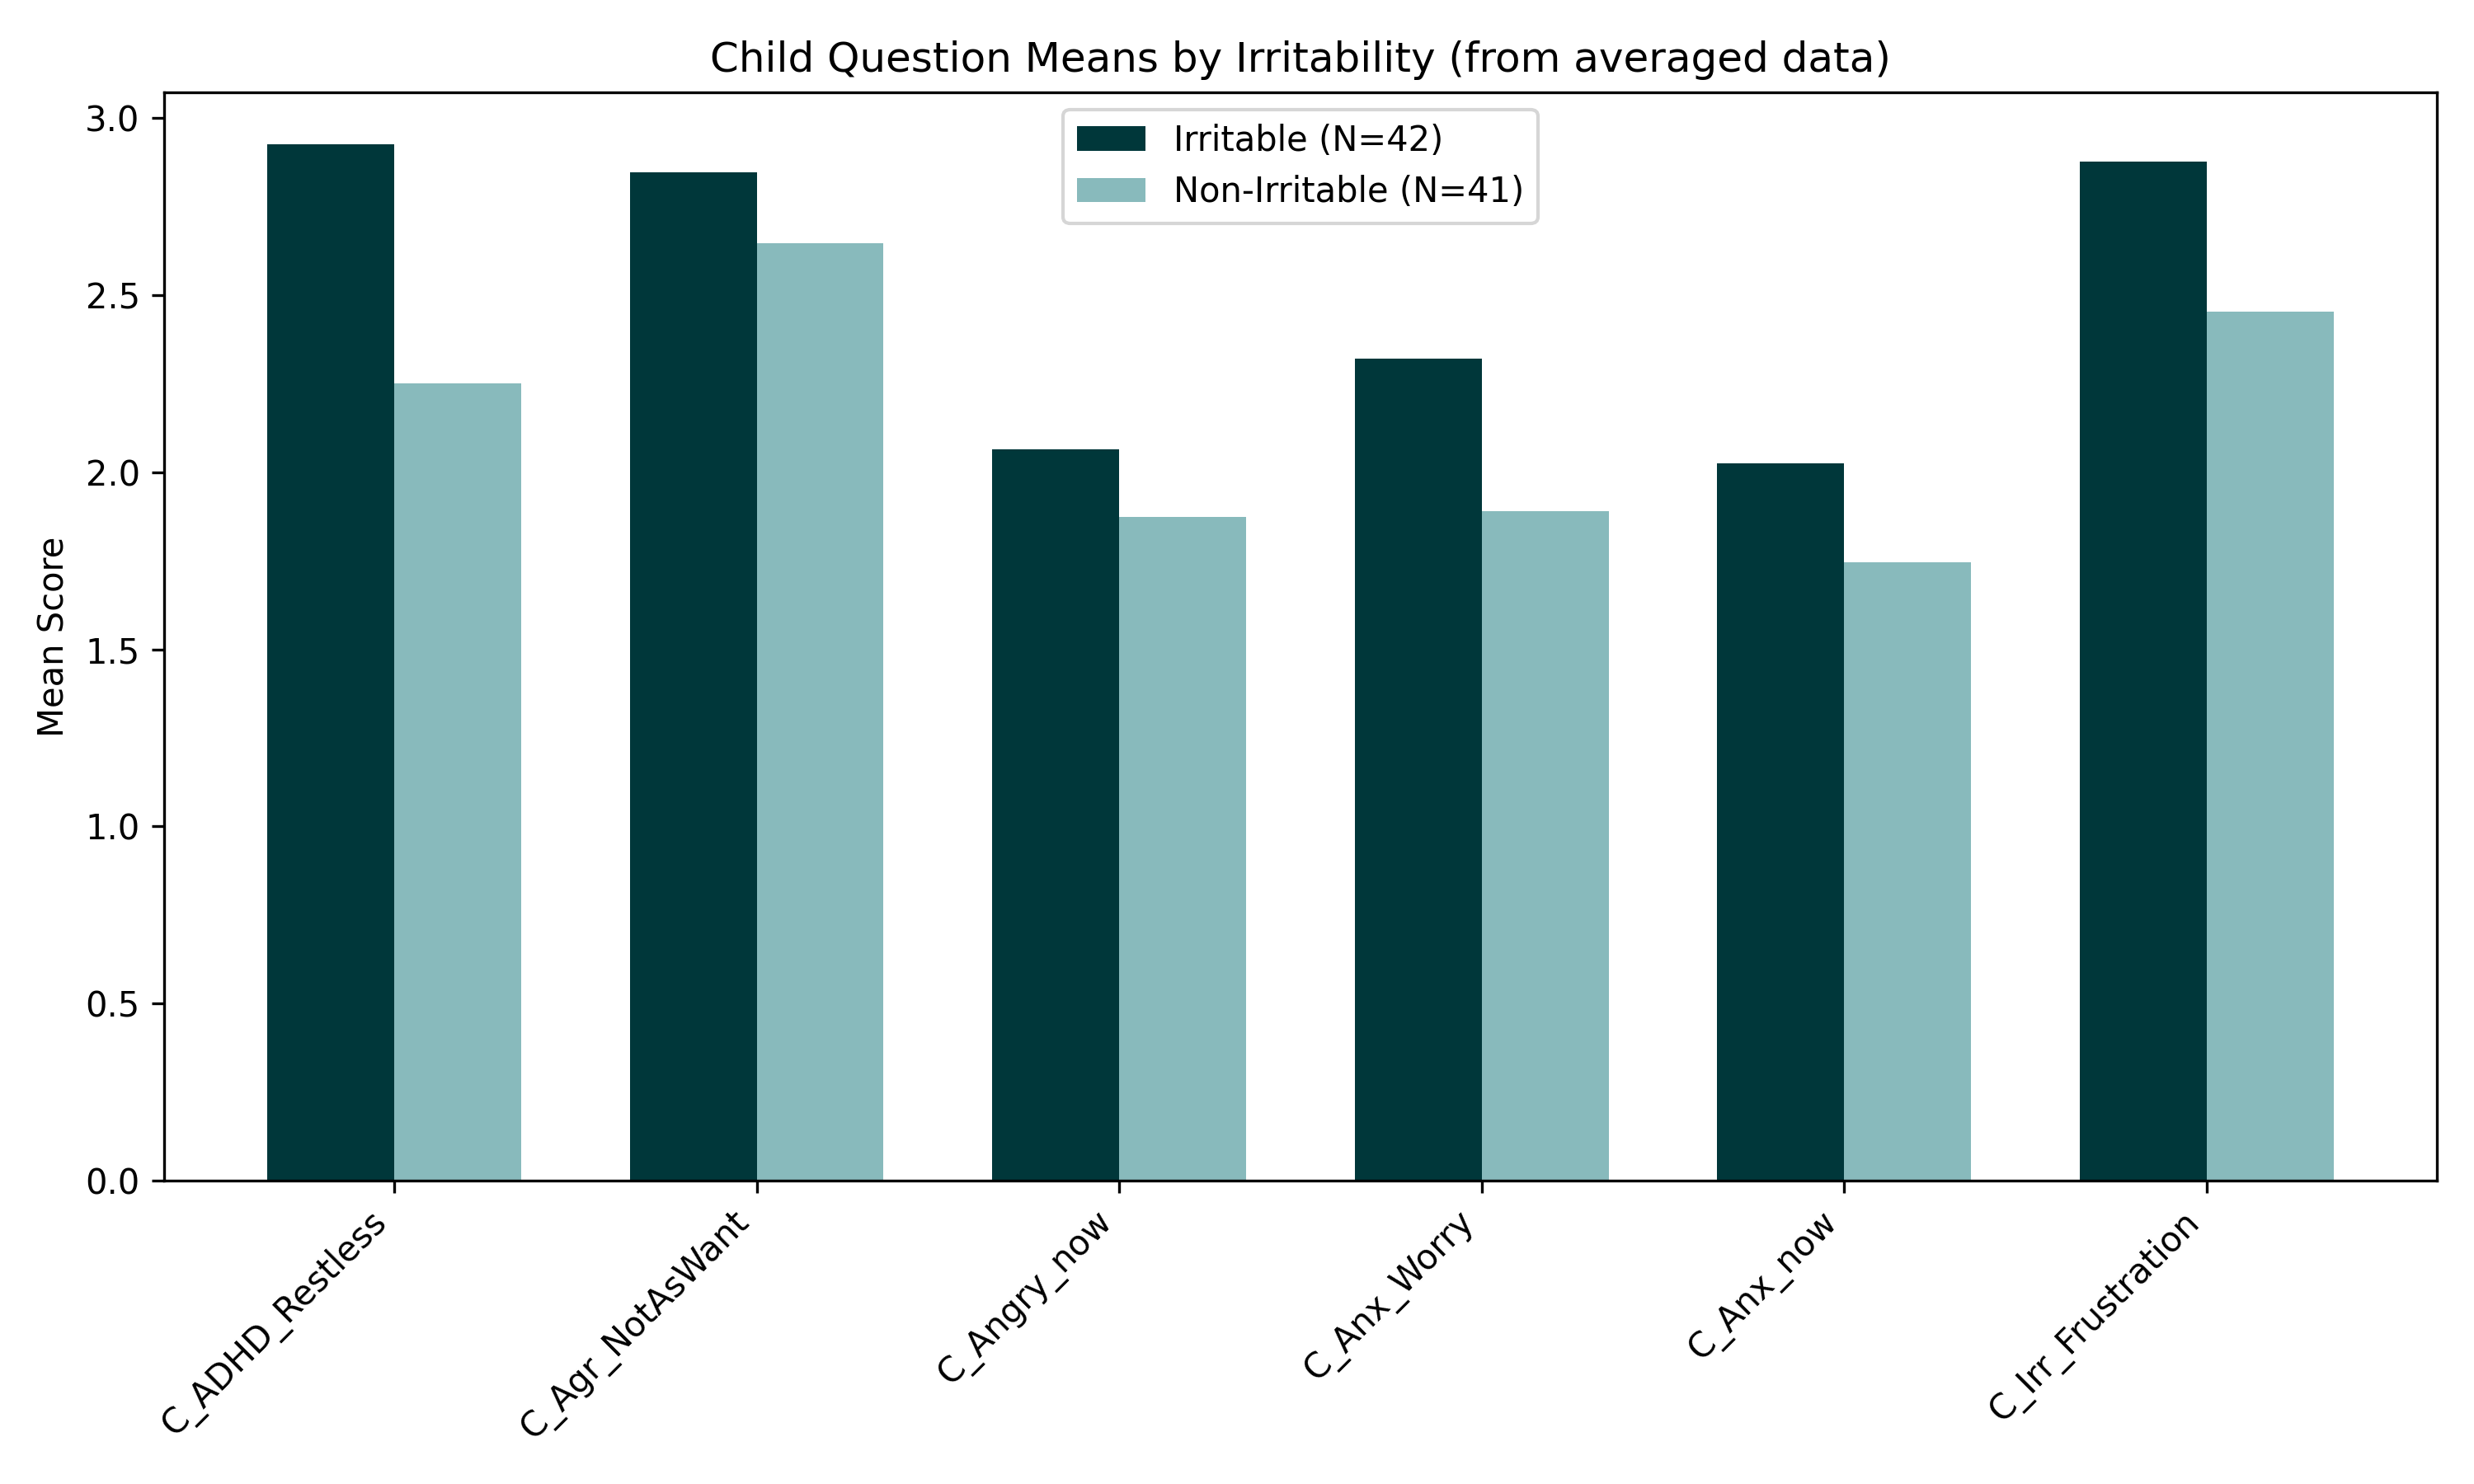 Child Question Means by Irritability (from averaged data)
Irritable (N=42)
Non-Irritable (N=41)
Mean Score
3.0
2.5
2.0
1.5
1.0
0.5
0.0
C_ADHD_Restless
C_Agr_NotAsWant
C_Angry_now
C_Anx_Worry
C_Anx_now
C_Irr_Frustration